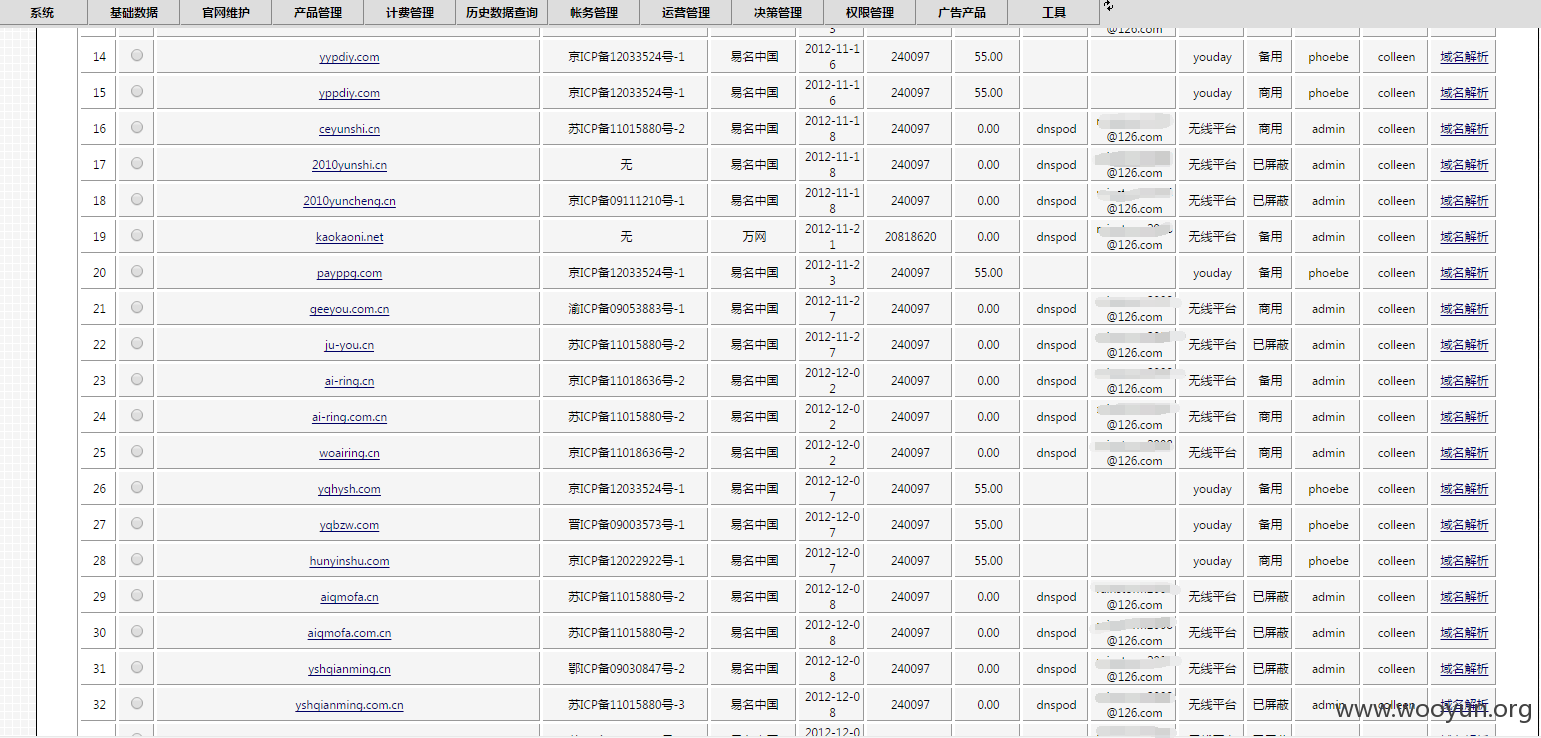 系统 基础数据 官网维护 产品管理 计费管理 历史数据查询 帐务管理 运营管理 决策管理 权限管理 广告产品 工具
3 @126.com
14 yypdiy.com 京ICP备12033524号-1 易名中国 2012-11-16 240097 55.00 youday 备用 phoebe colleen 域名解析
15 yppdiy.com 京ICP备12033524号-1 易名中国 2012-11-16 240097 55.00 youday 商用 phoebe colleen 域名解析
16 ceyunshi.cn 苏ICP备11015880号-2 易名中国 2012-11-18 240097 0.00 dnspod @126.com 无线平台 商用 admin colleen 域名解析
17 2010yunshi.cn 无 易名中国 2012-11-18 240097 0.00 dnspod @126.com 无线平台 已屏蔽 admin colleen 域名解析
18 2010yuncheng.cn 京ICP备09111210号-1 易名中国 2012-11-18 240097 0.00 dnspod @126.com 无线平台 已屏蔽 admin colleen 域名解析
19 kaokaoni.net 无 万网 2012-11-21 20818620 0.00 dnspod @126.com 无线平台 备用 admin colleen 域名解析
20 payppq.com 京ICP备12033524号-1 易名中国 2012-11-23 240097 55.00 youday 备用 phoebe colleen 域名解析
21 qeeyou.com.cn 渝ICP备09053883号-1 易名中国 2012-11-27 240097 0.00 dnspod @126.com 无线平台 商用 admin colleen 域名解析
22 ju-you.cn 苏ICP备11015880号-2 易名中国 2012-11-27 240097 0.00 dnspod @126.com 无线平台 已屏蔽 admin colleen 域名解析
23 ai-ring.cn 京ICP备11018636号-2 易名中国 2012-12-02 240097 0.00 dnspod @126.com 无线平台 备用 admin colleen 域名解析
24 ai-ring.com.cn 苏ICP备11015880号-2 易名中国 2012-12-02 240097 0.00 dnspod @126.com 无线平台 商用 admin colleen 域名解析
25 woairing.cn 京ICP备11018636号-2 易名中国 2012-12-02 240097 0.00 dnspod @126.com 无线平台 商用 admin colleen 域名解析
26 yqhysh.com 京ICP备12033524号-1 易名中国 2012-12-07 240097 55.00 youday 备用 phoebe colleen 域名解析
27 yqbzw.com 晋ICP备09003573号-1 易名中国 2012-12-07 240097 55.00 youday 备用 phoebe colleen 域名解析
28 hunyinshu.com 京ICP备12022922号-1 易名中国 2012-12-07 240097 55.00 youday 商用 phoebe colleen 域名解析
29 aiqmofa.cn 苏ICP备11015880号-2 易名中国 2012-12-08 240097 0.00 dnspod @126.com 无线平台 已屏蔽 admin colleen 域名解析
30 aiqmofa.com.cn 苏ICP备11015880号-2 易名中国 2012-12-08 240097 0.00 dnspod @126.com 无线平台 已屏蔽 admin colleen 域名解析
31 yshqianming.cn 鄂ICP备09030847号-2 易名中国 2012-12-08 240097 0.00 dnspod @126.com 无线平台 已屏蔽 admin colleen 域名解析
32 yshqianming.com.cn 苏ICP备11015880号-3 易名中国 2012-12-08 240097 0.00 dnspod @126.com 无线平台 已屏蔽 admin colleen 域名解析
2012-12-0
www.wooyun.org